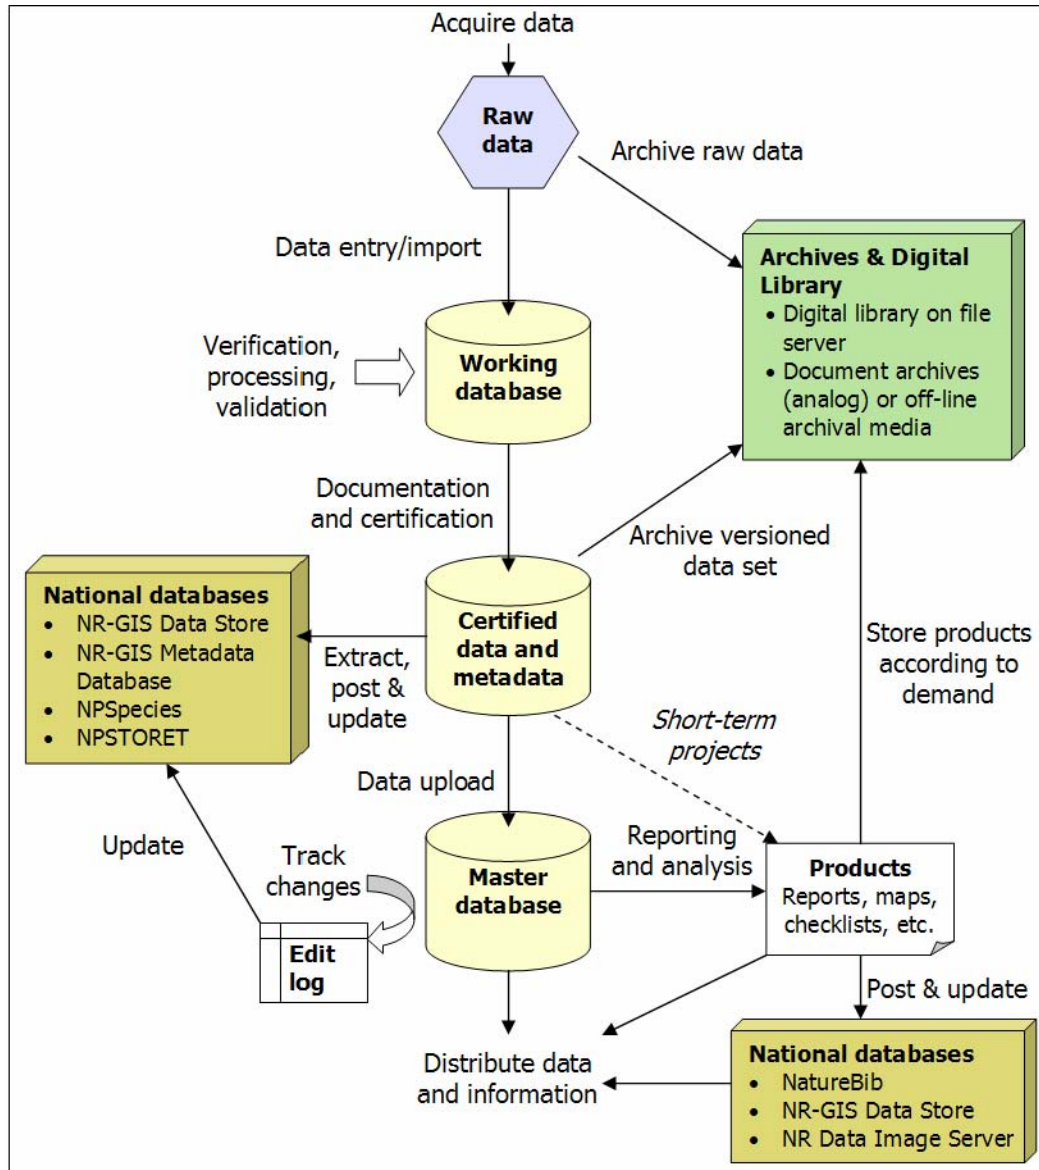 Acquire data
Raw
data
Archive raw data
Data entry/import
Archives & Digital
Library
• Digital library on file
server
• Document archives
(analog) or off-line
archival media
Verification,
processing,
validation
Working
database
Documentation
and certification
Archive versioned
data set
National databases
• NR-GIS Data Store
• NR-GIS Metadata
Database
• NPSpecies
• NPSTORET
Certified
data and
metadata
Extract,
post &
update
Store products
according to
demand
Short-term
projects
Data upload
Update
Track
changes
Master
database
Reporting
and analysis
Products
Reports, maps,
checklists, etc.
Edit
log
Post & update
Distribute data
and information
National databases
• NatureBib
• NR-GIS Data Store
• NR Data Image Server